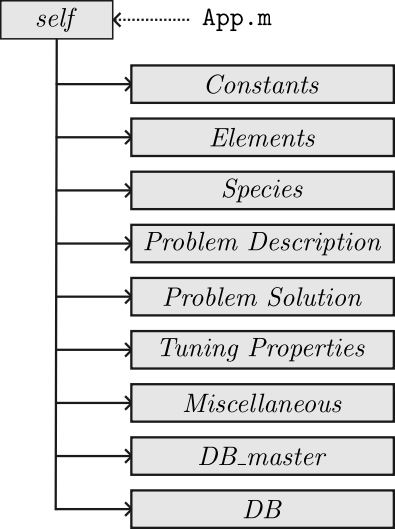 self
App.m
Constants
Elements
Species
Problem Description
Problem Solution
Tuning Properties
Miscellaneous
DB_master
DB